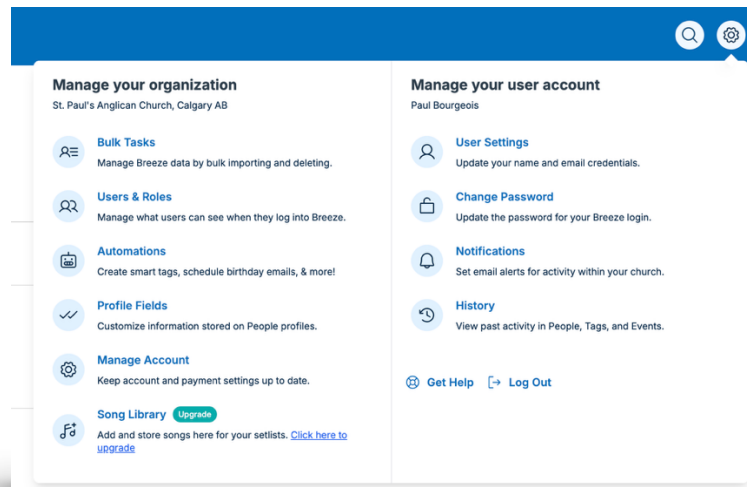 Manage your organization
St. Paul's Anglican Church, Calgary AB
Bulk Tasks
Manage Breeze data by bulk importing and deleting.
Users & Roles
Manage what users can see when they log into Breeze.
Automations
Create smart tags, schedule birthday emails, & more!
Profile Fields
Customize information stored on People profiles.
Manage Account
Keep account and payment settings up to date.
Song Library Upgrade
Add and store songs here for your setlists. Click here to
upgrade
Manage your user account
Paul Bourgeois
User Settings
Update your name and email credentials.
Change Password
Update the password for your Breeze login.
Notifications
Set email alerts for activity within your church.
History
View past activity in People, Tags, and Events.
Get Help Log Out